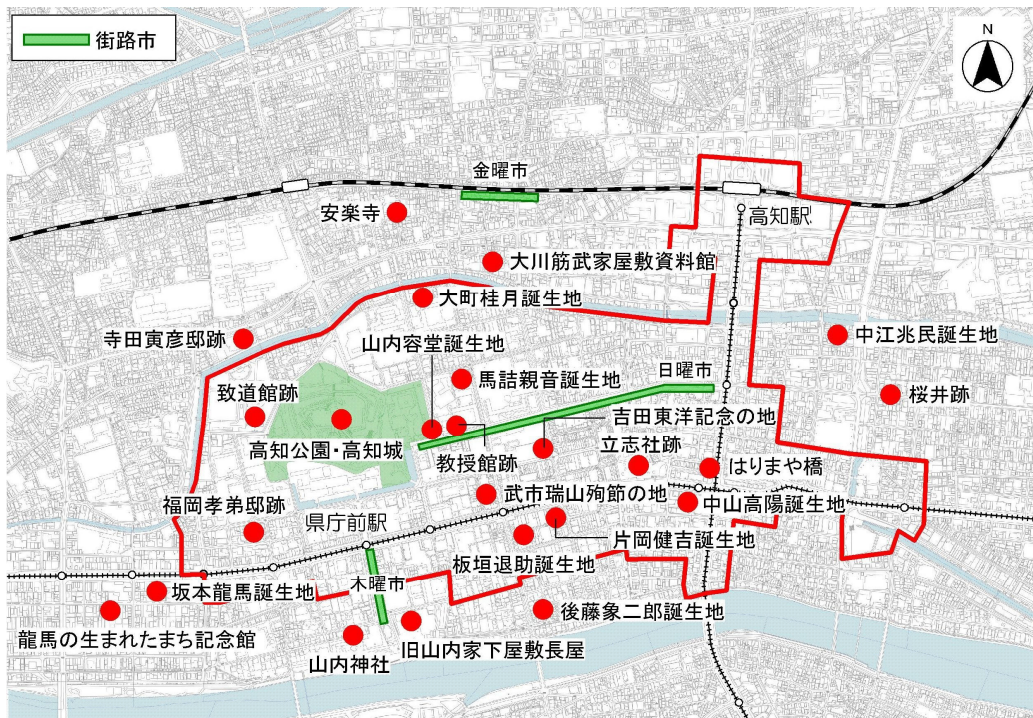 街路市
N
金曜市
安楽寺
高知駅
大川筋武家屋敷資料館
大町桂月誕生地
寺田寅彦邸跡
山内容堂誕生地
中江兆民誕生地
日曜市
馬詰親音誕生地
致道館跡
桜井跡
吉田東洋記念の地
高知公園・高知城
立志社跡
教授館跡
はりまや橋
武市瑞山殉節の地
中山高陽誕生地
福岡孝弟邸跡
県庁前駅
片岡健吉誕生地
板垣退助誕生地
木曜市
坂本龍馬誕生地
後藤象二郎誕生地
龍馬の生まれたまち記念館
旧山内家下屋敷長屋
山内神社